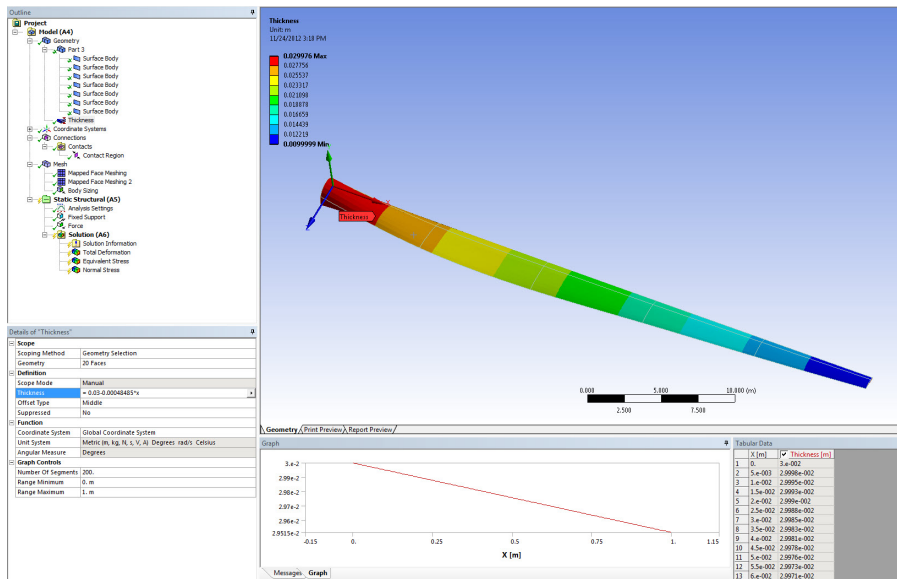 Outline
Project
Model (A4)
Geometry
Part 3
Surface Body
Surface Body
Surface Body
Surface Body
Surface Body
Surface Body
Thickness
Coordinate Systems
Connections
Contacts
Contact Region
Mesh
Mapped Face Meshing
Mapped Face Meshing 2
Body Sizing
Static Structural (A5)
Analysis Settings
Fixed Support
Force
Solution (A6)
Solution Information
Total Deformation
Equivalent Stress
Normal Stress
Details of "Thickness"
Scope
Scoping Method Geometry Selection
Geometry 20 Faces
Definition
Scope Mode Manual
Thickness = 0.03-0.00048485*x
Offset Type Middle
Suppressed No
Function
Coordinate System Global Coordinate System
Unit System Metric (m, kg, N, s, V, A) Degrees rad/s Celsius
Angular Measure Degrees
Graph Controls
Number Of Segments 200.
Range Minimum 0. m
Range Maximum 1. m
Thickness
Unit: m
11/24/2012 3:18 PM
0.029976 Max
0.027756
0.025537
0.023317
0.021098
0.018878
0.016659
0.014439
0.012219
0.0099999 Min
X
Z
Thickness
0.000 5.000 10.000 (m)
2.500 7.500
Geometry Print Preview Report Preview
Graph
3.e-2
2.99e-2
2.98e-2
2.97e-2
2.96e-2
2.9515e-2
-0.15 0. 0.25 0.5 0.75 1. 1.15
X [m]
Messages Graph
Tabular Data
X [m] Thickness [m]
1 0. 3.e-002
2 5.e-003 2.9998e-002
3 1.e-002 2.9995e-002
4 1.5e-002 2.9993e-002
5 2.e-002 2.999e-002
6 2.5e-002 2.9988e-002
7 3.e-002 2.9985e-002
8 3.5e-002 2.9983e-002
9 4.e-002 2.9981e-002
10 4.5e-002 2.9978e-002
11 5.e-002 2.9976e-002
12 5.5e-002 2.9973e-002
13 6.e-002 2.9971e-002